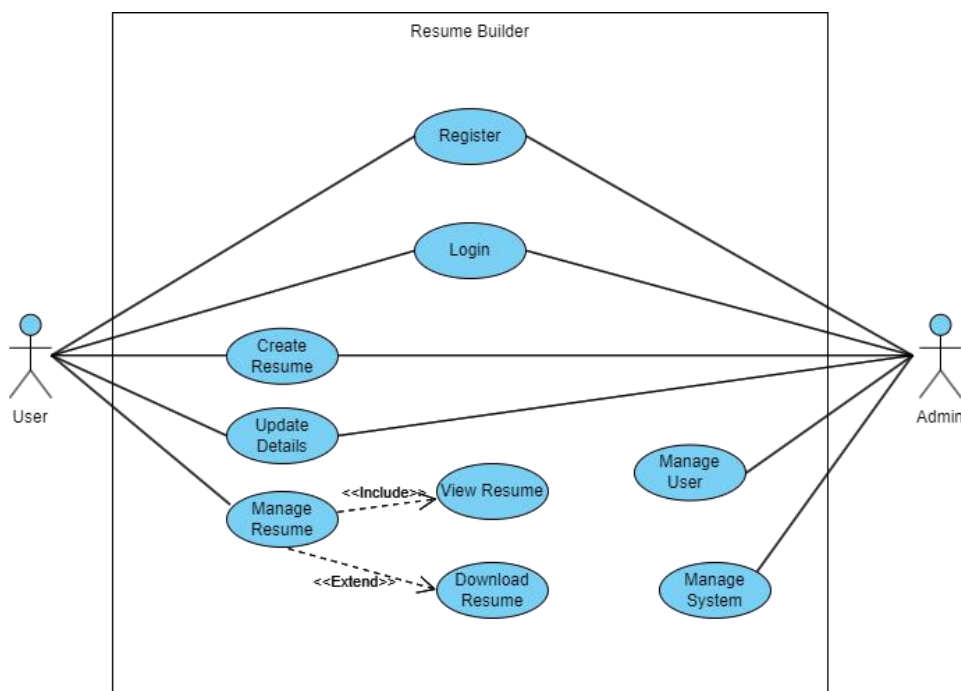 Resume Builder
Register
Login
Create
Resume
User
Admin
Update
Details
Manage
User
<<Include>>
View Resume
Manage
Resume
<<Extend>>
Download
Resume
Manage
System